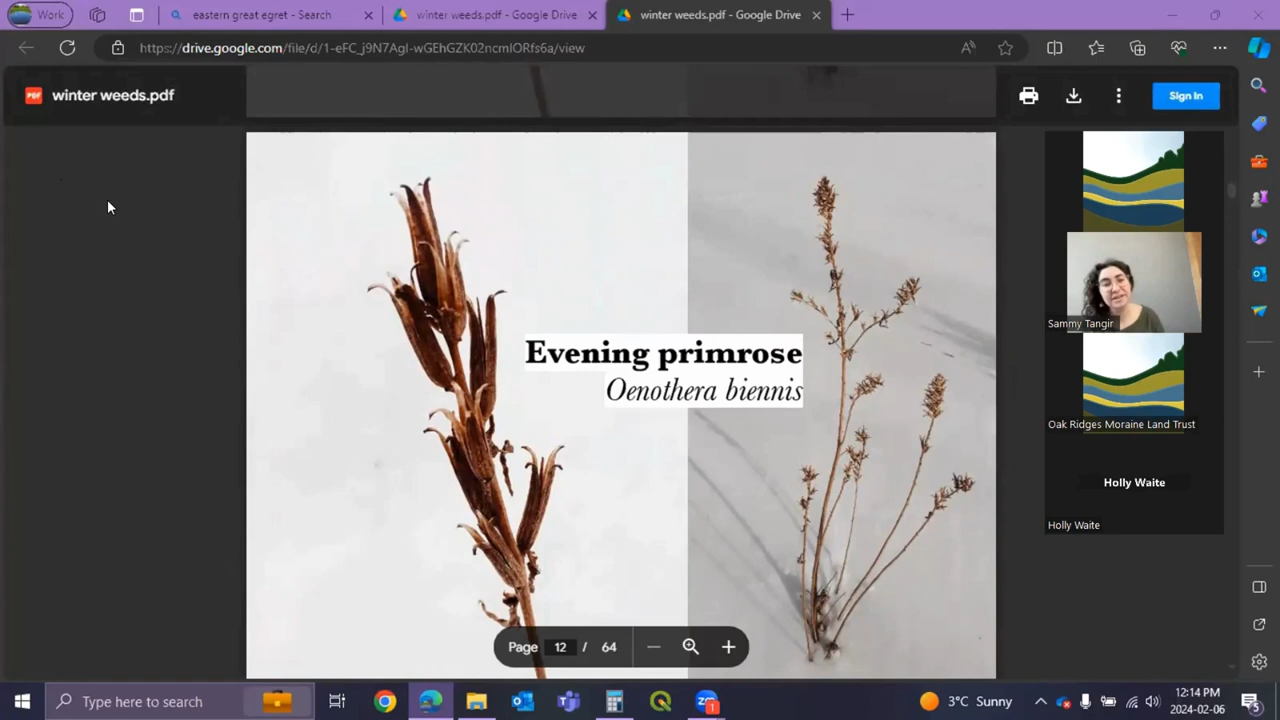 Work
eastern great egret - Search
winter weeds.pdf - Google Drive
winter weeds.pdf - Google Drive
https://drive.google.com/file/d/1-eFC_j9N7AgI-wGEhGZK02ncmlORfs6a/view
PDF
winter weeds.pdf
Sign In
Evening primrose
Oenothera biennis
Sammy Tangir
Oak Ridges Moraine Land Trust
Holly Waite
Holly Waite
Page 12 / 64
Type here to search
1
3°C Sunny
12:14 PM
2024-02-06
5